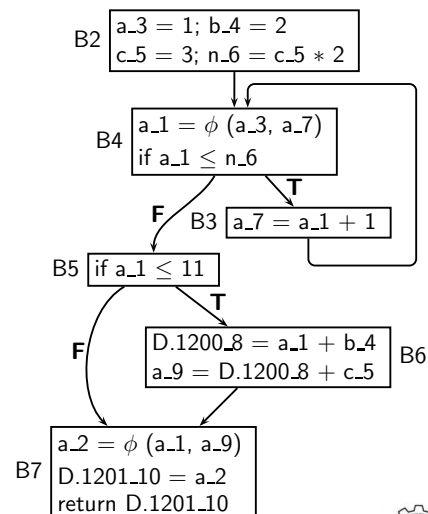 B2
a_3 = 1; b_4 = 2
c_5 = 3; n_6 = c_5 * 2
B4
a_1 = ϕ (a_3, a_7)
if a_1 ≤ n_6
F
T
B3
a_7 = a_1 + 1
B5
if a_1 ≤ 11
F
T
D.1200_8 = a_1 + b_4
a_9 = D.1200_8 + c_5
B6
B7
a_2 = ϕ (a_1, a_9)
D.1201_10 = a_2
return D.1201_10